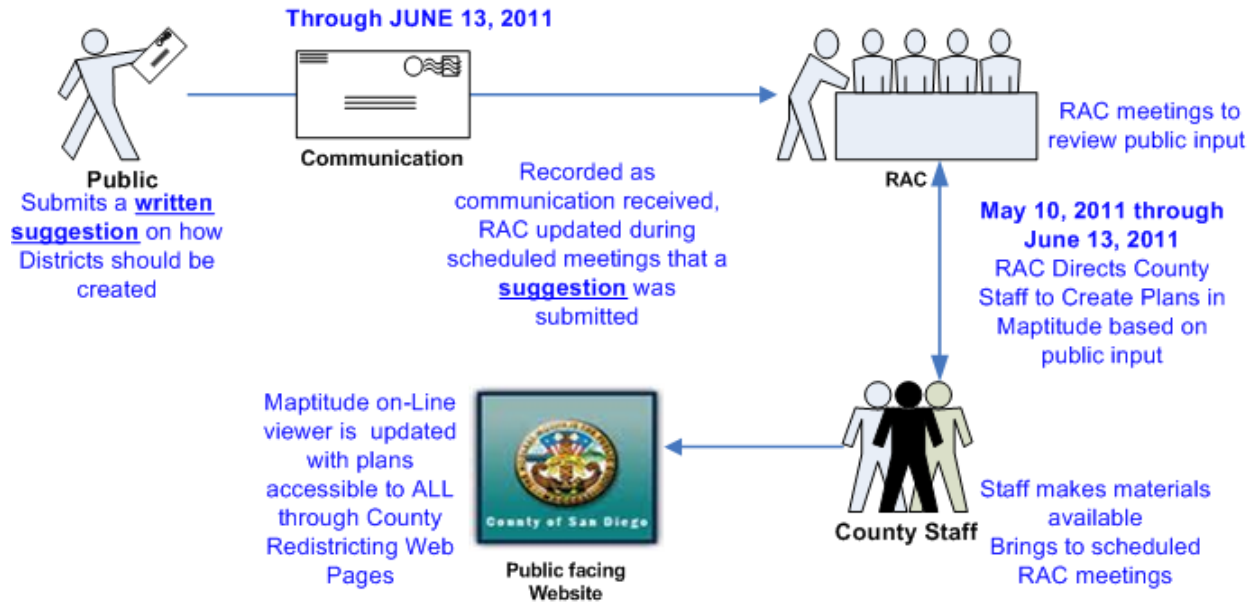 Through JUNE 13, 2011
Communication
Public
Submits a written
suggestion on how
Districts should be
created
Recorded as
communication received,
RAC updated during
scheduled meetings that a
suggestion was
submitted
RAC
RAC meetings to
review public input
May 10, 2011 through
June 13, 2011
RAC Directs County
Staff to Create Plans in
Maptitude based on
public input
County Staff
Staff makes materials
available
Brings to scheduled
RAC meetings
Maptitude on-Line
viewer is updated
with plans
accessible to ALL
through County
Redistricting Web
Pages
County of San Diego
Public facing
Website